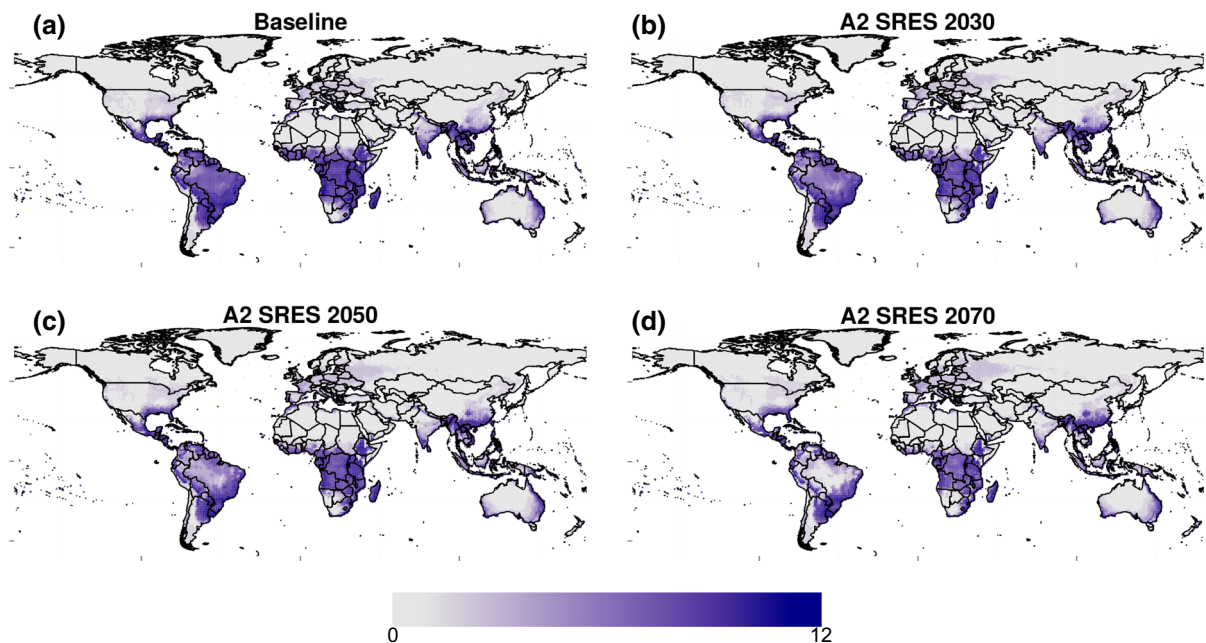 (a) Baseline
(b) A2 SRES 2030
(c) A2 SRES 2050
(d) A2 SRES 2070
0 12